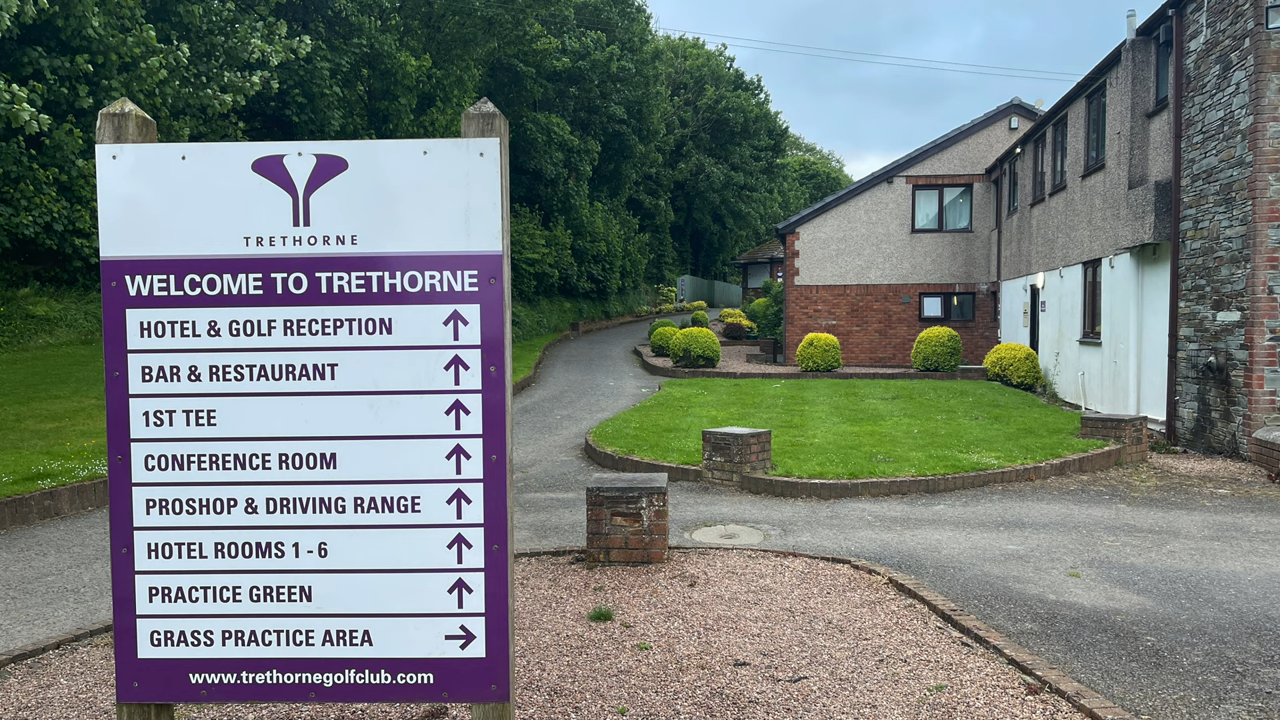 TRETHORNE
WELCOME TO TRETHORNE
HOTEL & GOLF RECEPTION ↑
BAR & RESTAURANT ↑
1ST TEE ↑
CONFERENCE ROOM ↑
PROSHOP & DRIVING RANGE ↑
HOTEL ROOMS 1 - 6 ↑
PRACTICE GREEN ↑
GRASS PRACTICE AREA →
www.trethornegolfclub.com